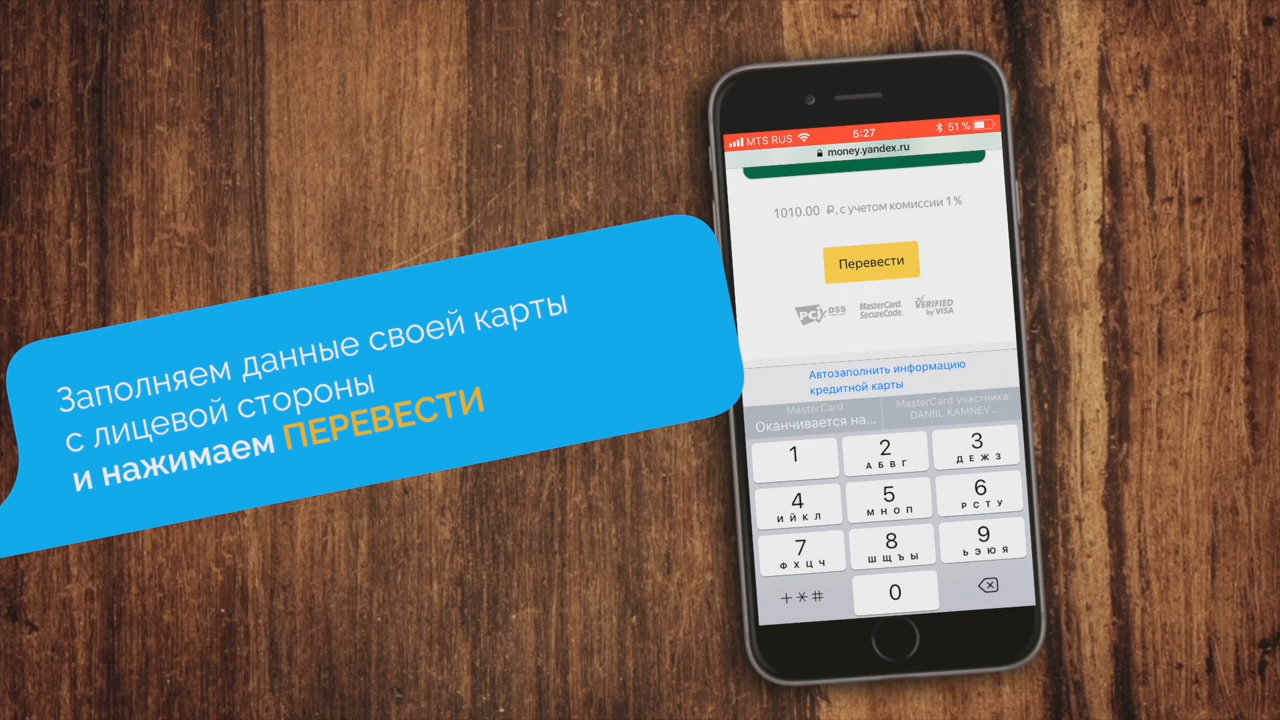 Заполняем данные своей карты
с лицевой стороны
и нажимаем ПЕРЕВЕСТИ
MTS RUS
5:27
51 %
money.yandex.ru
1010.00 ₽, с учетом комиссии 1 %
Перевести
PCI DSS
MasterCard.
SecureCode.
VERIFIED
by VISA
Автозаполнить информацию
кредитной карты
MasterCard
Оканчивается на...
MasterCard участника:
DANIIL KAMNEV...
1
2
АБВГ
3
ДЕЖЗ
4
ИЙКЛ
5
МНОП
6
РСТУ
7
ФХЦЧ
8
ШЩЪЫ
9
ЬЭЮЯ
+*#
0